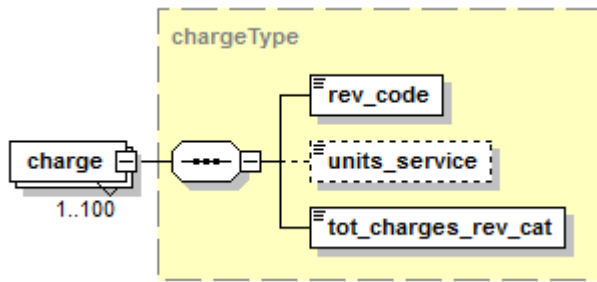 chargeType
rev_code
charge
units_service
1..100
tot_charges_rev_cat